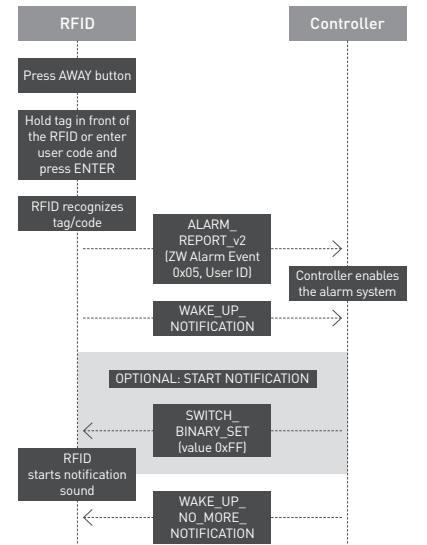 RFID
Controller
Press AWAY button
Hold tag in front of
the RFID or enter
user code and
press ENTER
RFID recognizes
tag/code
ALARM_
REPORT_v2
(ZW Alarm Event
0x05, User ID)
Controller enables
the alarm system
WAKE_UP_
NOTIFICATION
OPTIONAL: START NOTIFICATION
SWITCH_
BINARY_SET
(value 0xFF)
RFID
starts notification
sound
WAKE_UP_
NO_MORE_
NOTIFICATION